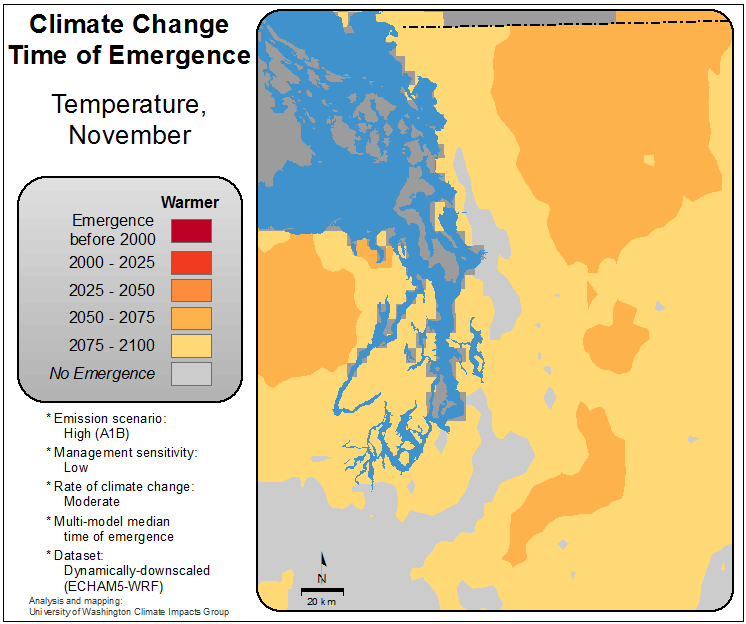 Climate Change
Time of Emergence
Temperature,
November
Warmer
Emergence
before 2000
2000 - 2025
2025 - 2050
2050 - 2075
2075 - 2100
No Emergence
* Emission scenario:
High (A1B)
* Management sensitivity:
Low
* Rate of climate change:
Moderate
* Multi-model median
time of emergence
* Dataset:
Dynamically-downscaled
(ECHAM5-WRF)
Analysis and mapping:
University of Washington Climate Impacts Group
N
20 km